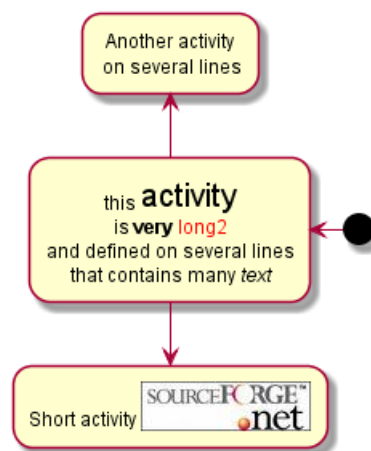 Another activity
on several lines
this activity
is very long2
and defined on several lines
that contains many text
Short activity SOURCEFORGE™
.net